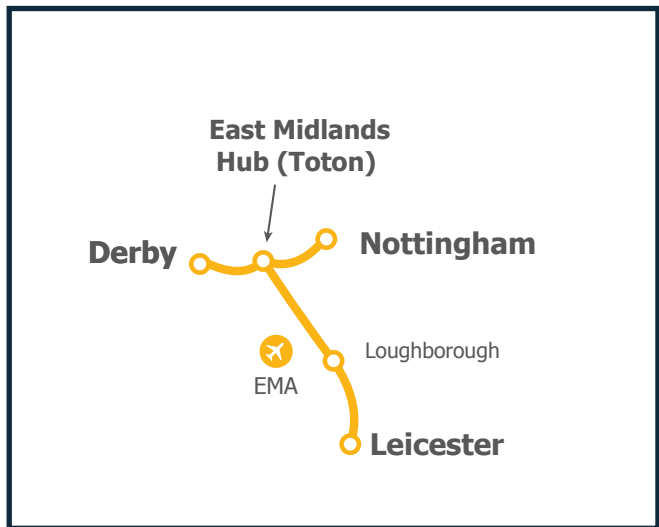 East Midlands
Hub (Toton)
Derby
Nottingham
Loughborough
EMA
Leicester